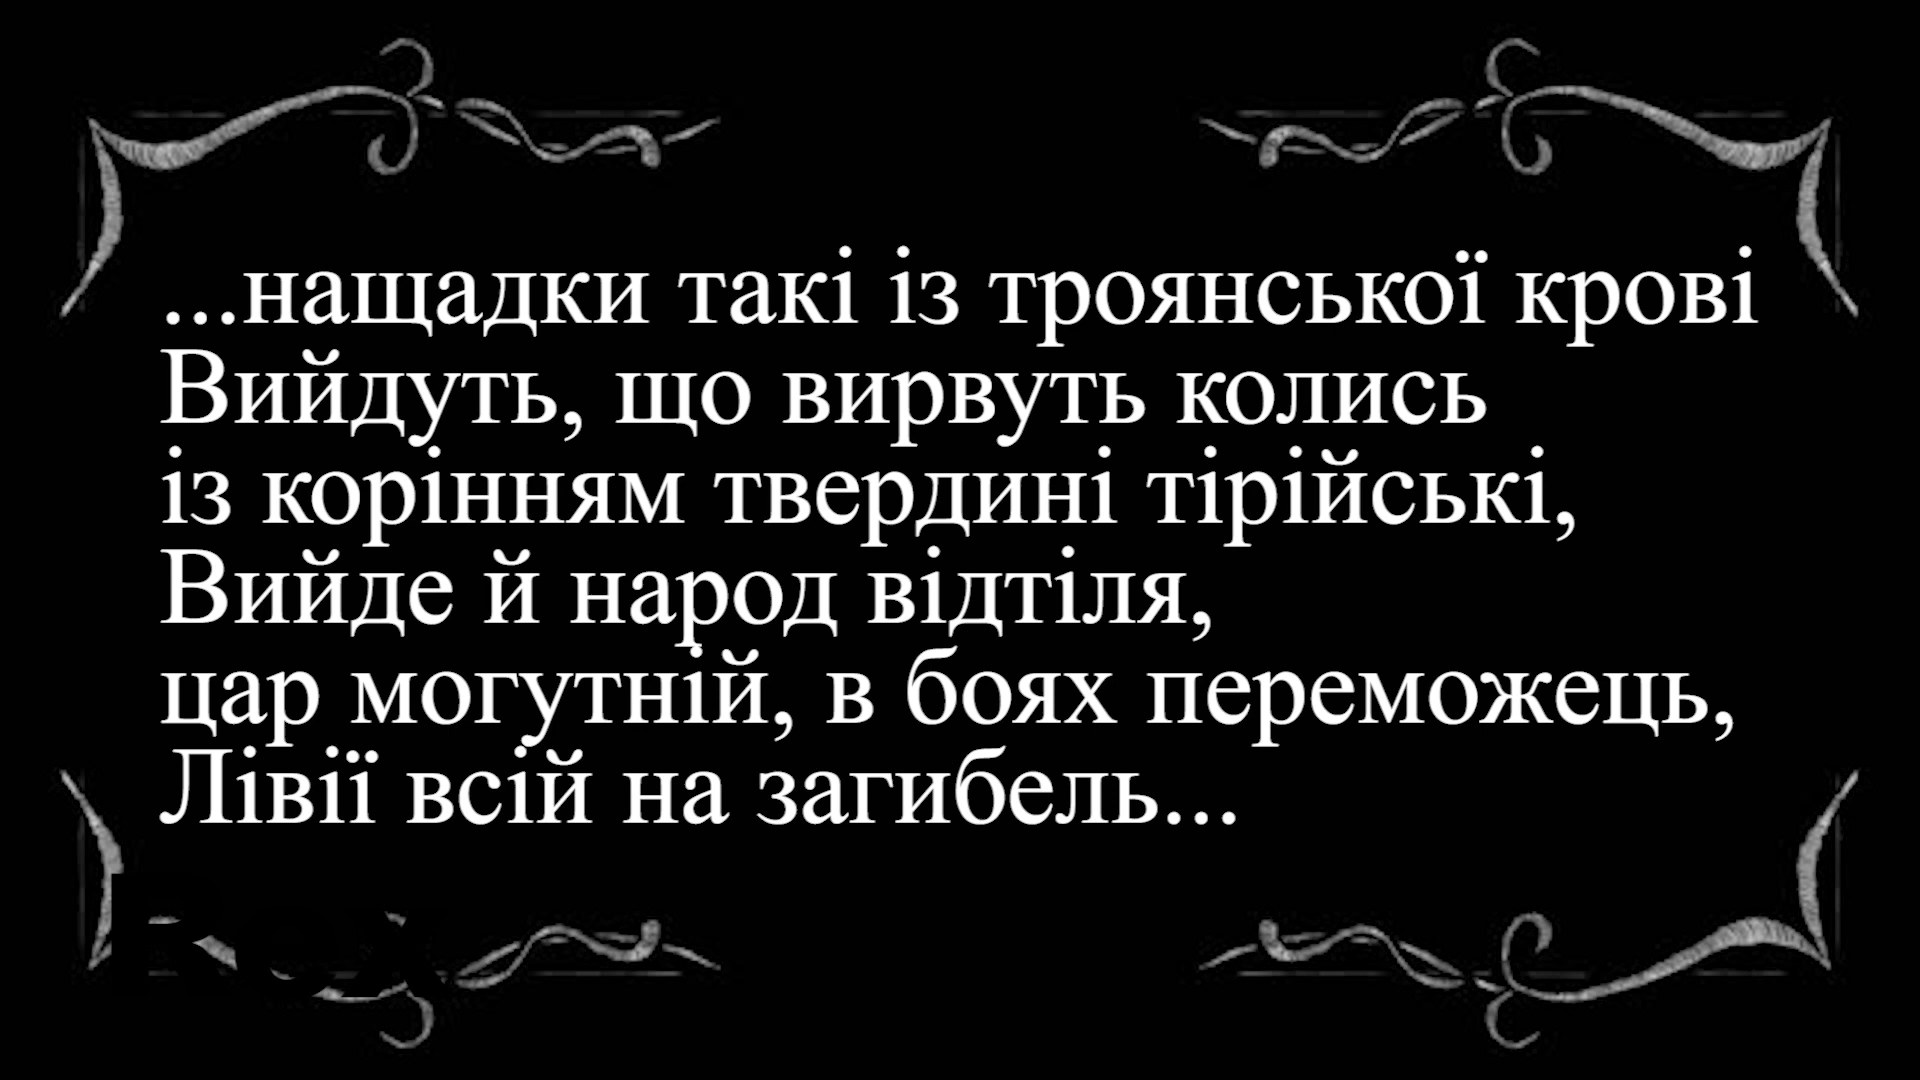 ...нащадки такі із троянської крові
Вийдуть, що вирвуть колись
із корінням твердині тірійські,
Вийде й народ відтіля,
цар могутній, в боях переможець,
Лівії всій на загибель...